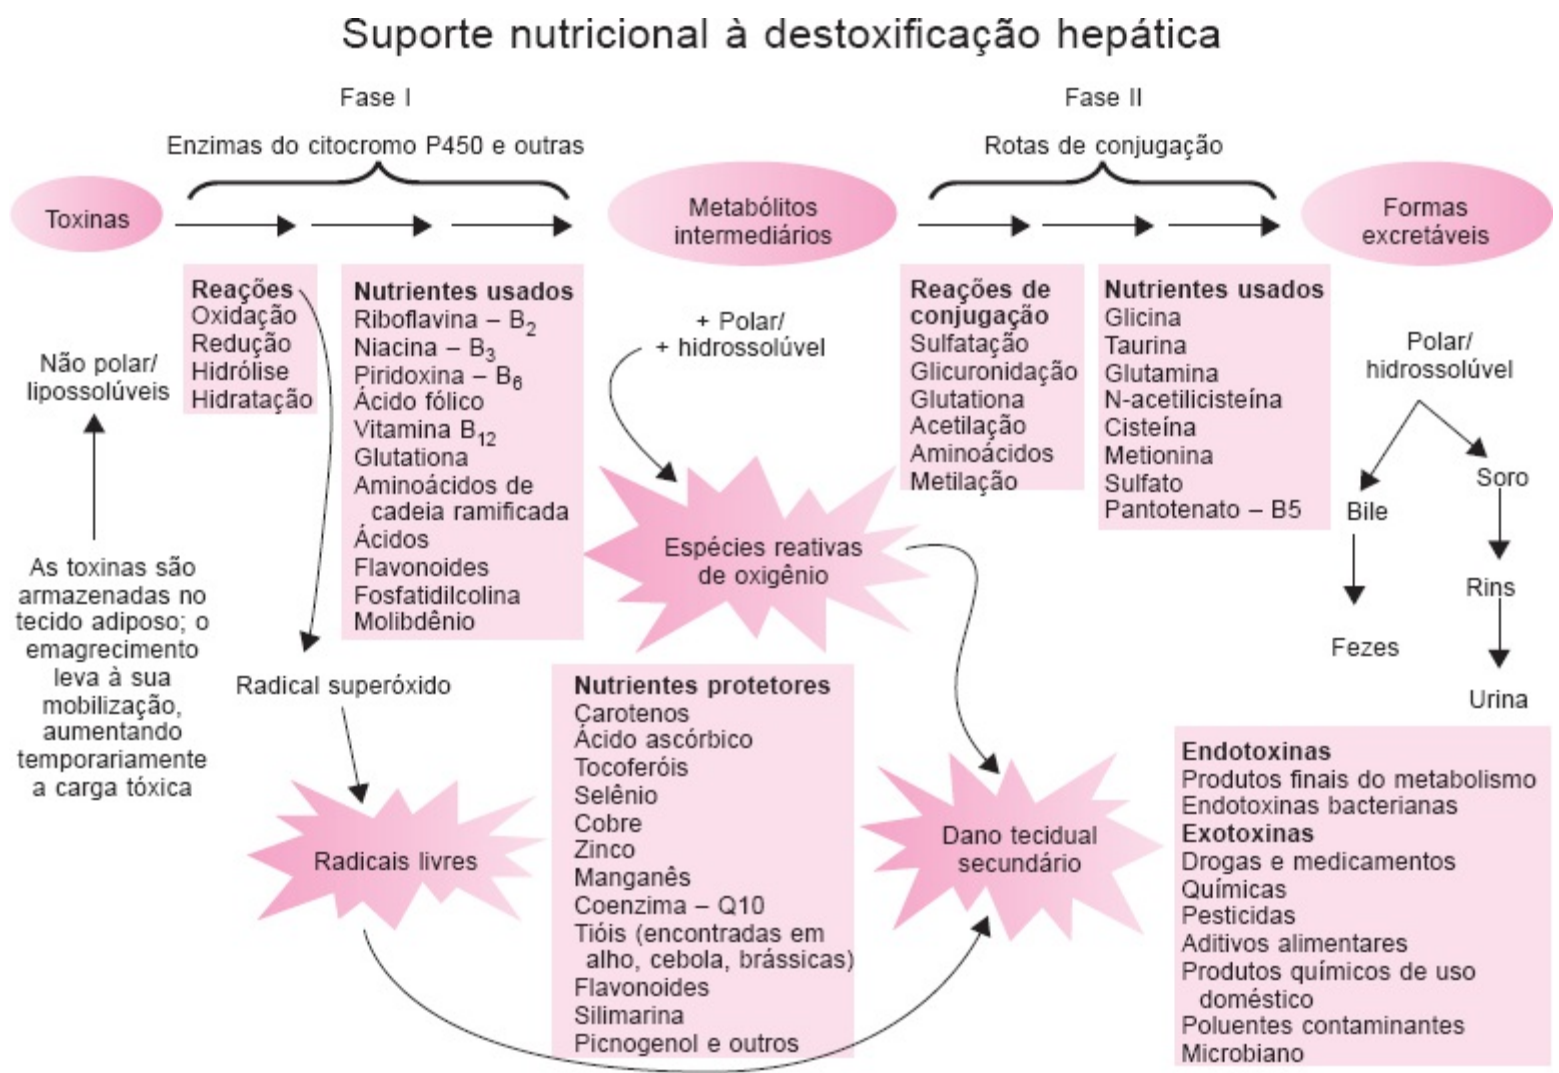 Suporte nutricional à destoxificação hepática
Fase I
Enzimas do citocromo P450 e outras
Fase II
Rotas de conjugação
Toxinas
Metabólitos
intermediários
Formas
excretáveis
Não polar/
lipossolúveis
As toxinas são
armazenadas no
tecido adiposo; o
emagrecimento
leva à sua
mobilização,
aumentando
temporariamente
a carga tóxica
Reações
Oxidação
Redução
Hidrólise
Hidratação
Nutrientes usados
Riboflavina – B2
Niacina – B3
Piridoxina – B6
Ácido fólico
Vitamina B12
Glutationa
Aminoácidos de
cadeia ramificada
Ácidos
Flavonoides
Fosfatidilcolina
Molibdênio
+ Polar/
+ hidrossolúvel
Reações de
conjugação
Sulfatação
Glicuronidação
Glutationa
Acetilação
Aminoácidos
Metilação
Nutrientes usados
Glicina
Taurina
Glutamina
N-acetilicisteína
Cisteína
Metionina
Sulfato
Pantotenato – B5
Polar/
hidrossolúvel
Bile
Fezes
Soro
Rins
Urina
Espécies reativas
de oxigênio
Radical superóxido
Radicais livres
Nutrientes protetores
Carotenos
Ácido ascórbico
Tocoferóis
Selênio
Cobre
Zinco
Manganês
Coenzima – Q10
Tióis (encontradas em
alho, cebola, brássicas)
Flavonoides
Silimarina
Picnogenol e outros
Dano tecidual
secundário
Endotoxinas
Produtos finais do metabolismo
Endotoxinas bacterianas
Exotoxinas
Drogas e medicamentos
Químicas
Pesticidas
Aditivos alimentares
Produtos químicos de uso
doméstico
Poluentes contaminantes
Microbiano